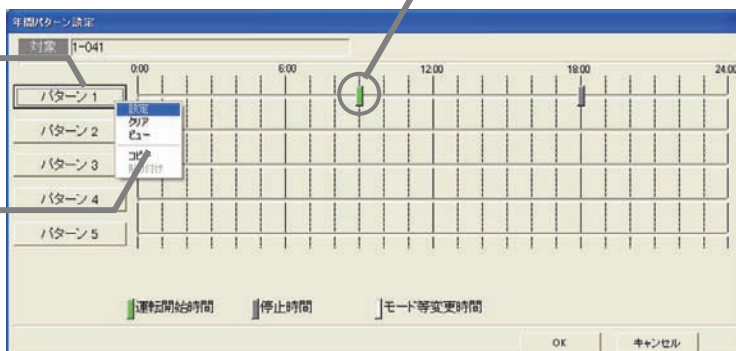 年間パターン設定
対象 1-041
0:00 6:00 12:00 18:00 24:00
パターン 1
設定
クリア
ビュー
コピー
貼り付け
パターン 2
パターン 3
パターン 4
パターン 5
運転開始時間 停止時間 モード等変更時間
OK キャンセル